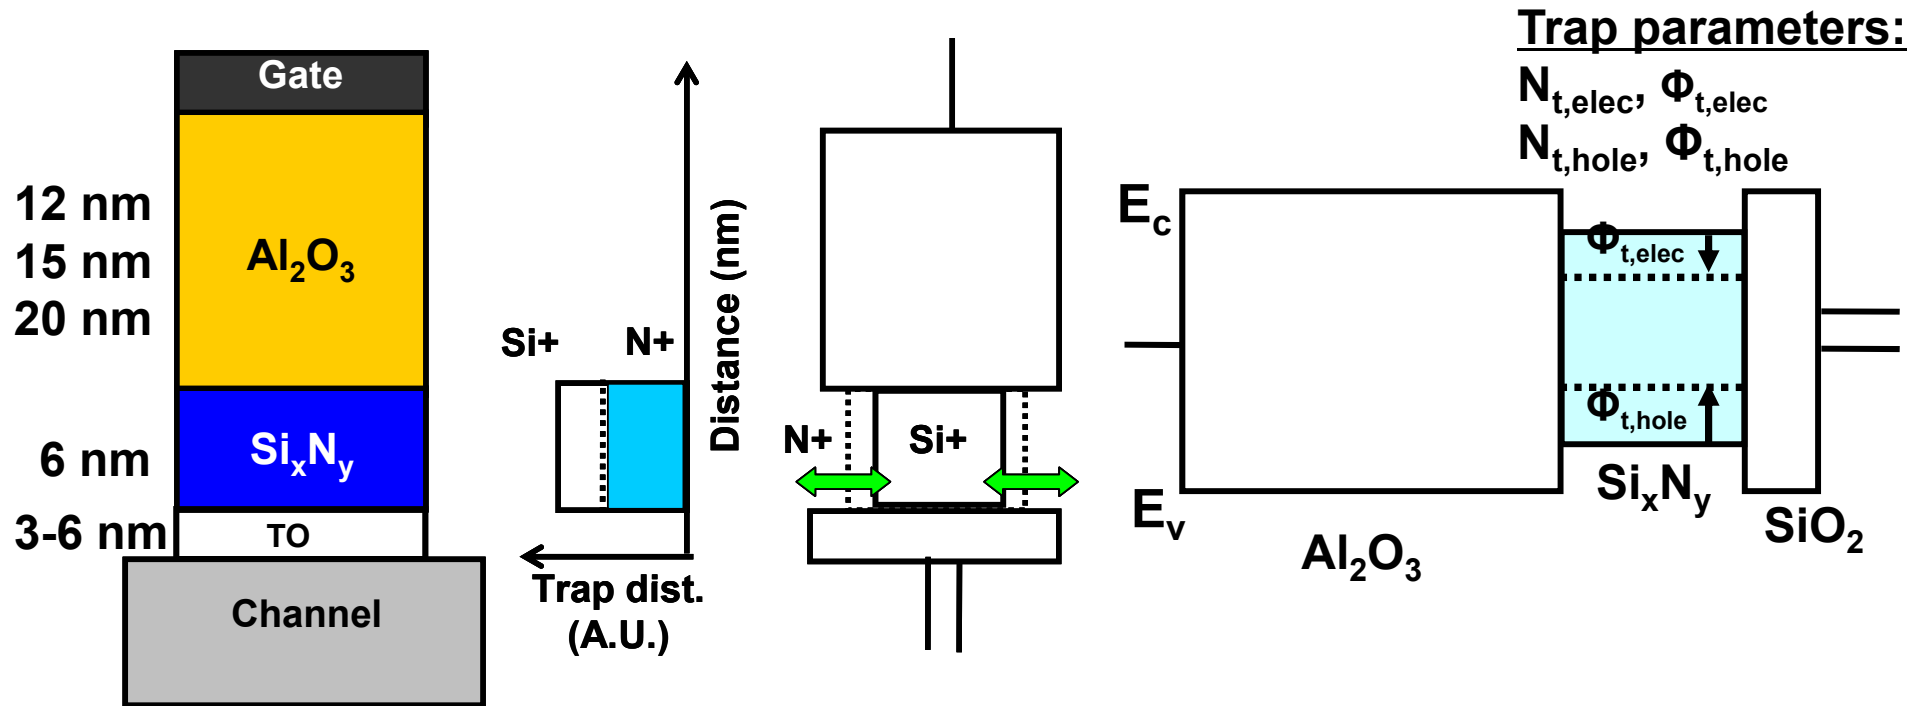 Gate
12 nm
15 nm
20 nm
Al₂O₃
6 nm
SiₓNᵧ
3-6 nm
TO
Channel
Si+
N+
Distance (nm)
Trap dist.
(A.U.)
N+
Si+
Trap parameters:
Nt,elec, Φt,elec
Nt,hole, Φt,hole
Ec
Φt,elec
Φt,hole
Ev
Al₂O₃
SiₓNᵧ
SiO₂